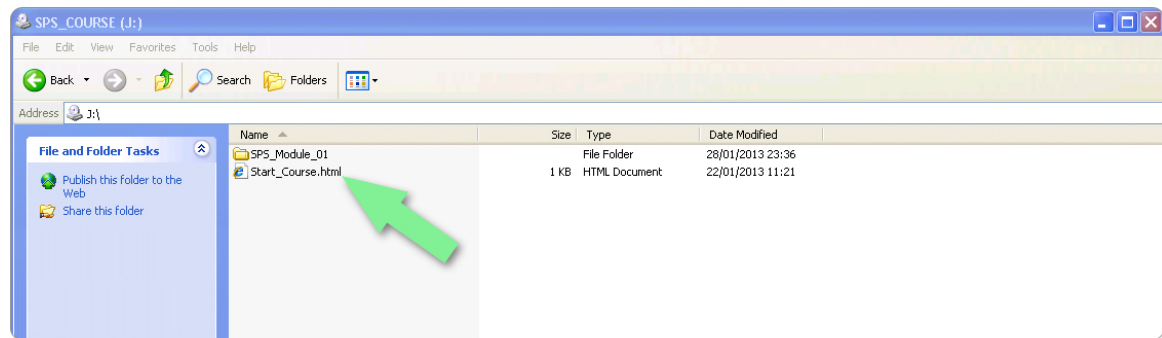 SPS_COURSE (J:)
File Edit View Favorites Tools Help
Back Search Folders
Address J:\
Name Size Type Date Modified
File and Folder Tasks
SPS_Module_01 File Folder 28/01/2013 23:36
Start_Course.html 1 KB HTML Document 22/01/2013 11:21
Publish this folder to the
Web
Share this folder